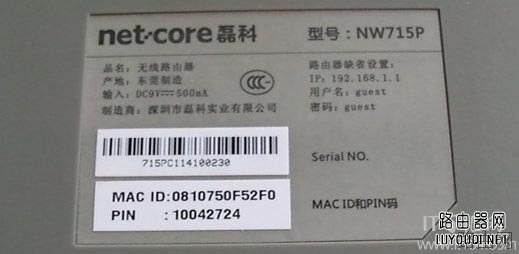 net-core 磊科
型号：NW715P
品名：无线路由器
产地：东莞制造
输入：DC9V 500mA
制造商：深圳市磊科实业有限公司
路由器缺省设置：
IP: 192.168.1.1
用户名: guest
密码: guest
715PC114100230
Serial NO.
MAC ID:0810750F52F0
PIN : 10042724
MAC ID和PIN码
路由器网
LUYOUQI.NET